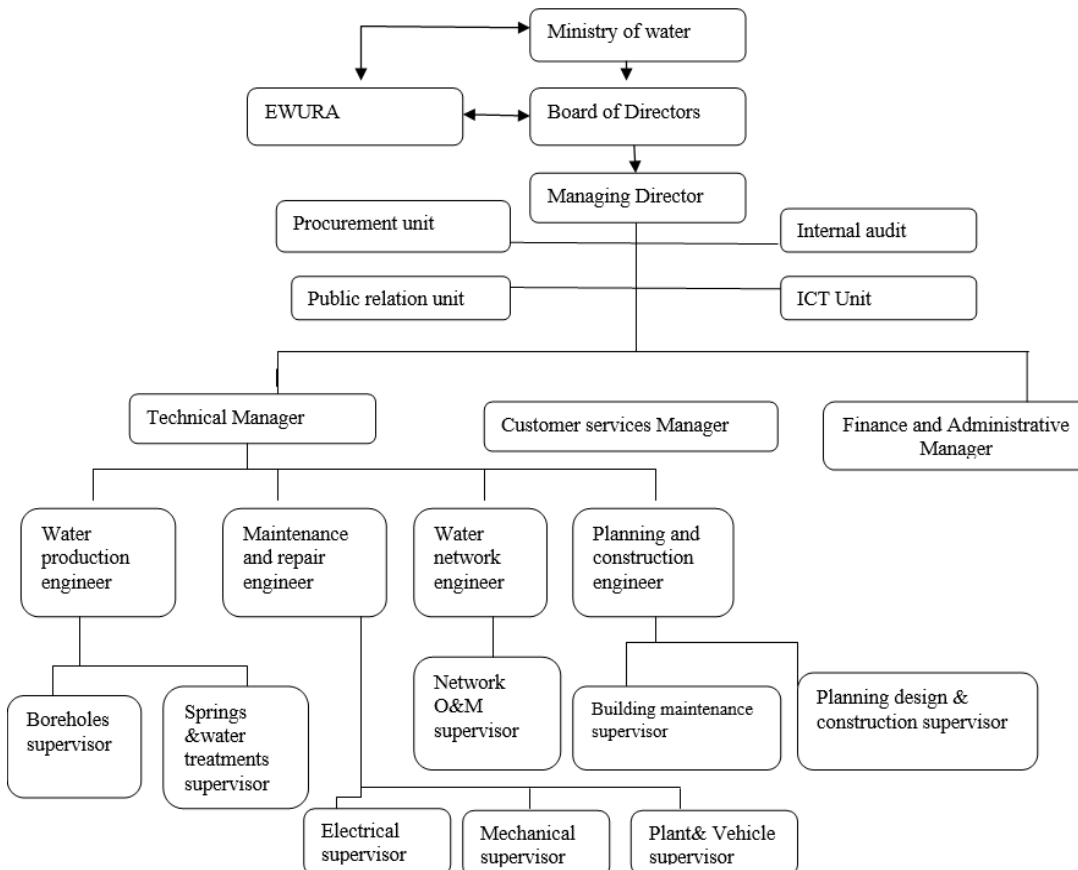 Ministry of water
EWURA
Board of Directors
Managing Director
Procurement unit
Internal audit
Public relation unit
ICT Unit
Technical Manager
Customer services Manager
Finance and Administrative
Manager
Water
production
engineer
Maintenance
and repair
engineer
Water
network
engineer
Planning and
construction
engineer
Boreholes
supervisor
Springs
&water
treatments
supervisor
Network
O&M
supervisor
Building maintenance
supervisor
Planning design &
construction supervisor
Electrical
supervisor
Mechanical
supervisor
Plant& Vehicle
supervisor